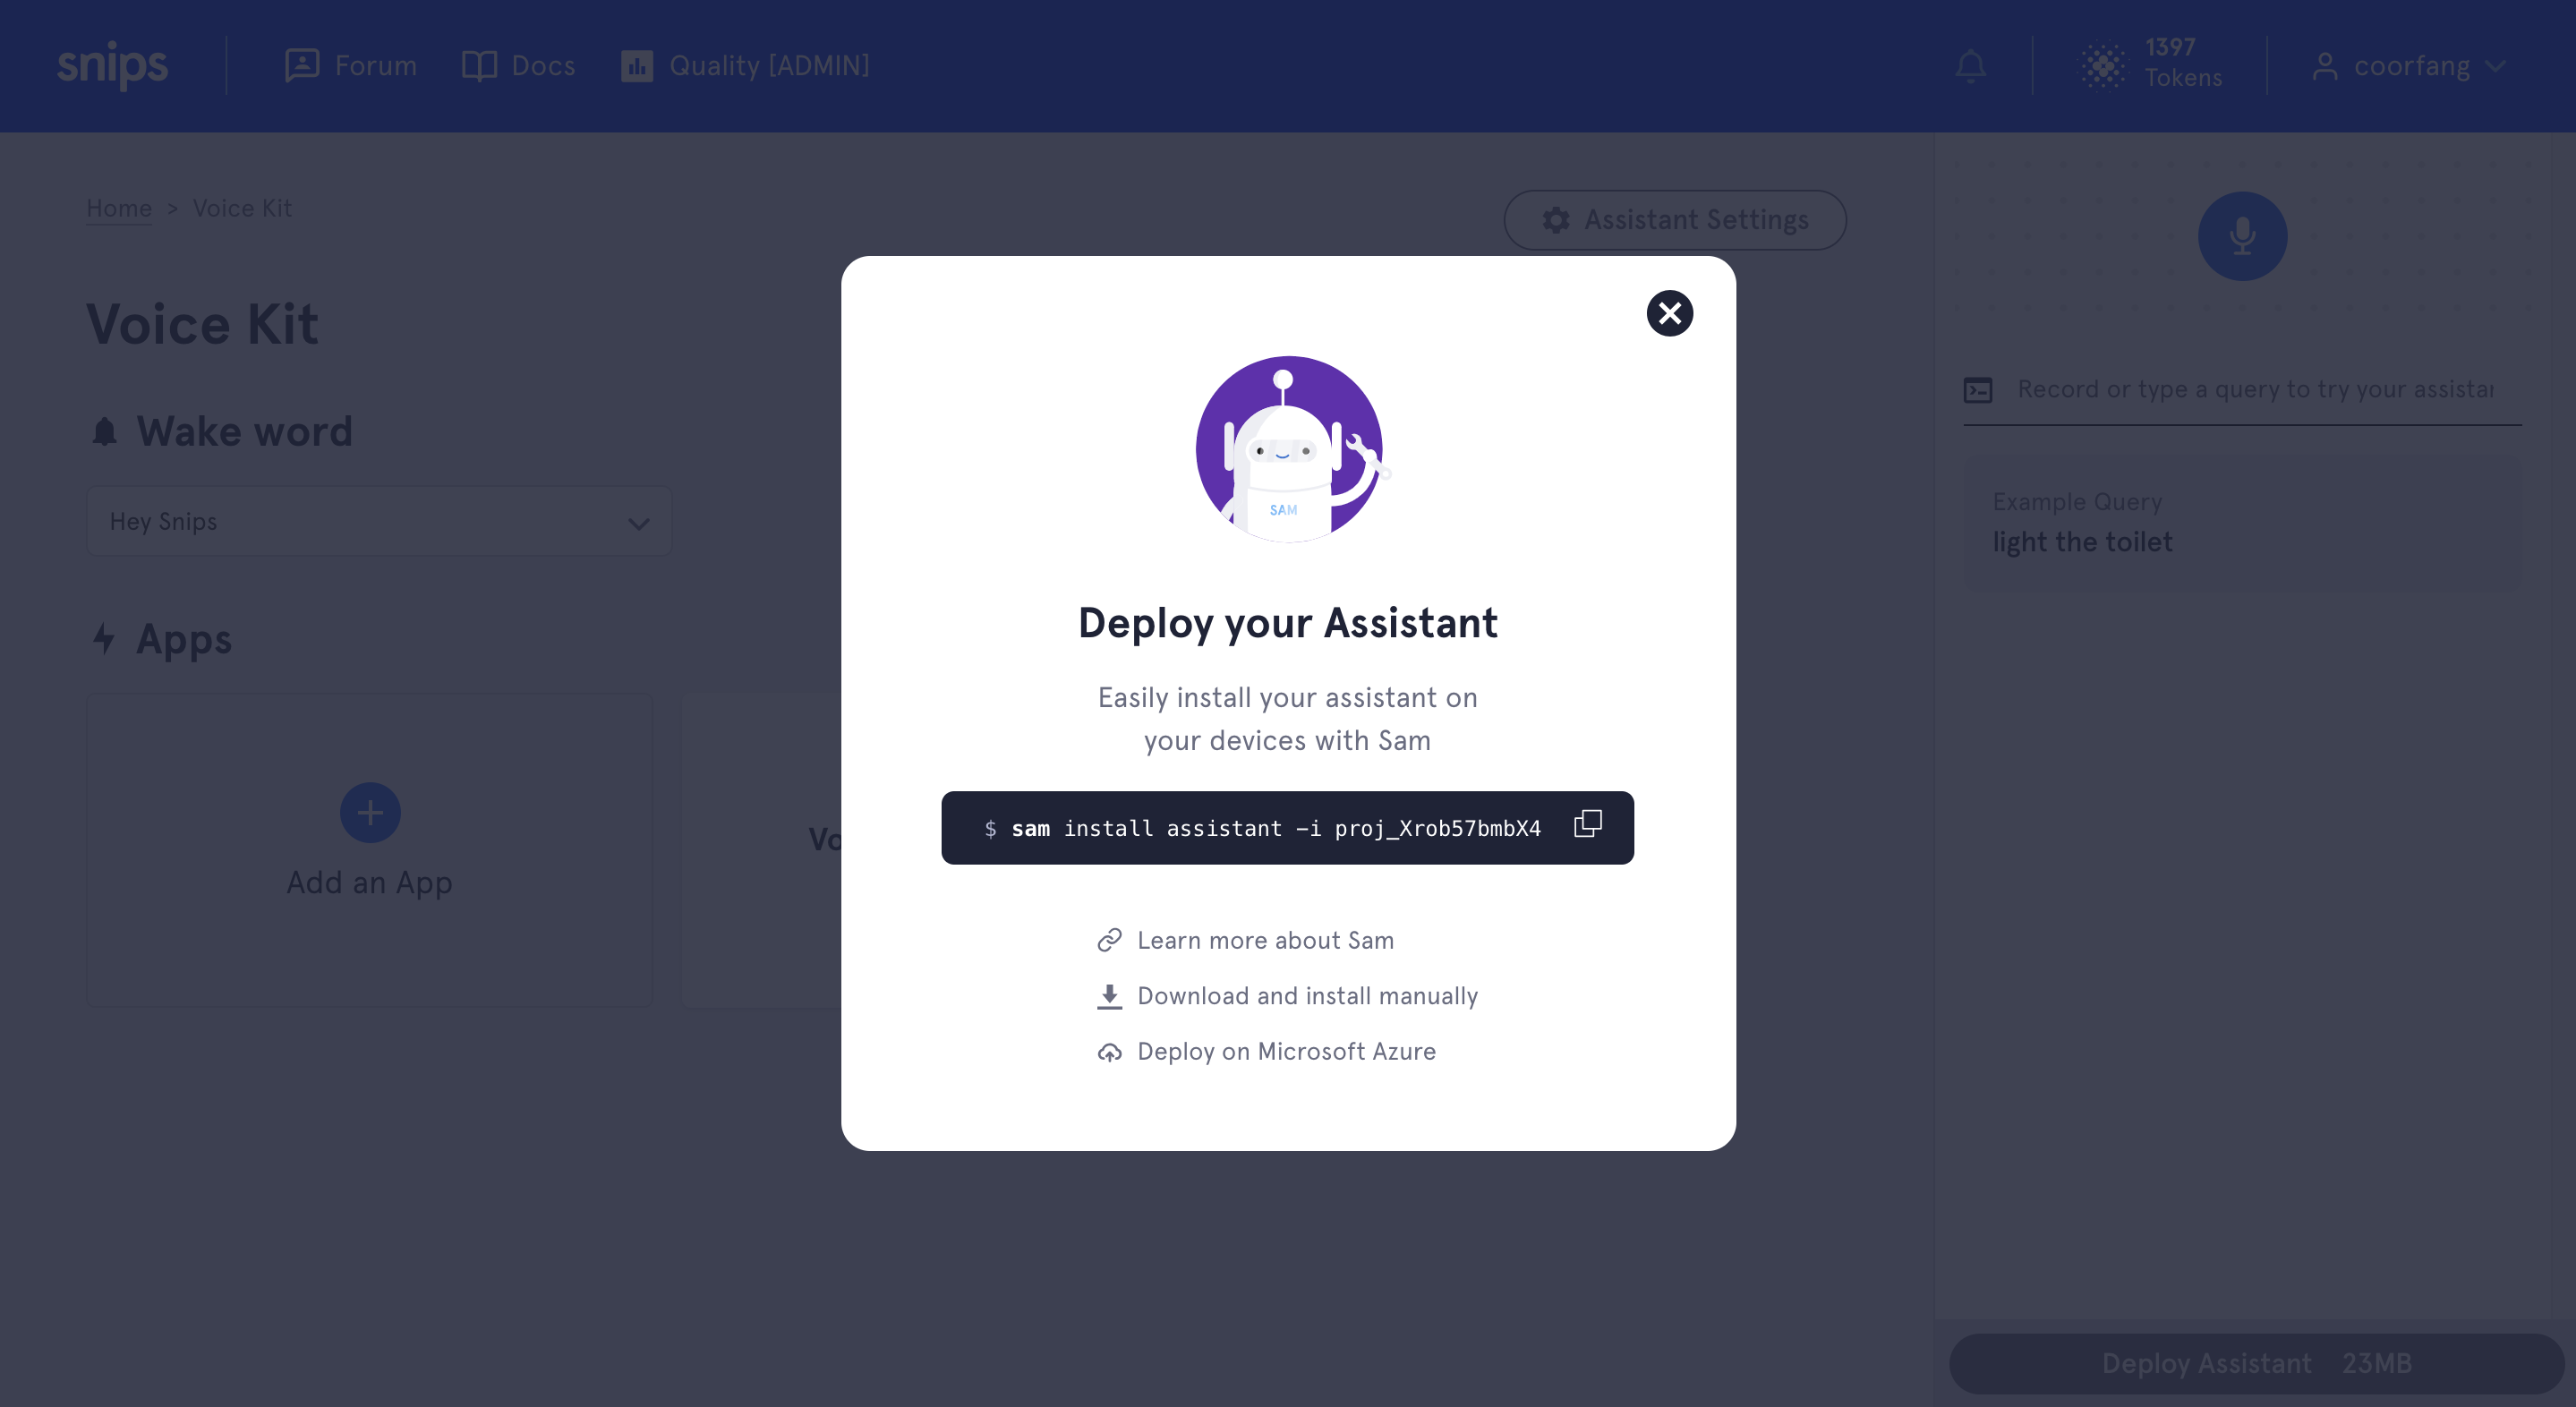 snips
Forum
Docs
Quality [ADMIN]
1397
Tokens
coorfang
Home > Voice Kit
Assistant Settings
Voice Kit
Wake word
Hey Snips
Apps
Add an App
Vo
SAM
Deploy your Assistant
Easily install your assistant on
your devices with Sam
$ sam install assistant -i proj_Xrob57bmbX4
Learn more about Sam
Download and install manually
Deploy on Microsoft Azure
Record or type a query to try your assistan
Example Query
light the toilet
Deploy Assistant 23MB